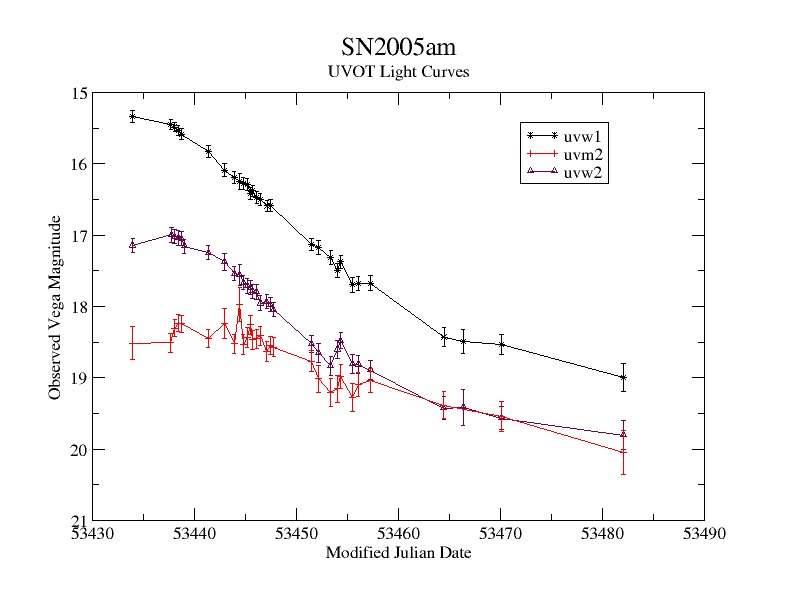 SN2005am
UVOT Light Curves
15
16
17
18
19
20
21
Observed Vega Magnitude
uvw1
uvm2
uvw2
53430 53440 53450 53460 53470 53480 53490
Modified Julian Date